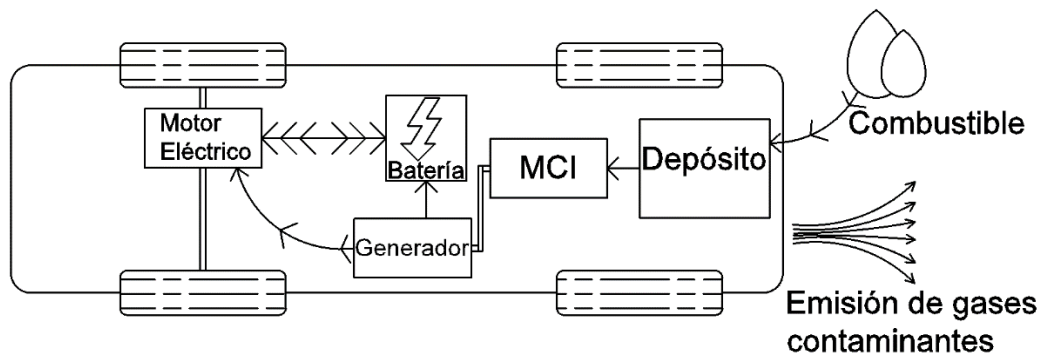 Motor
Eléctrico
Batería
MCI
Depósito
Combustible
Generador
Emisión de gases
contaminantes